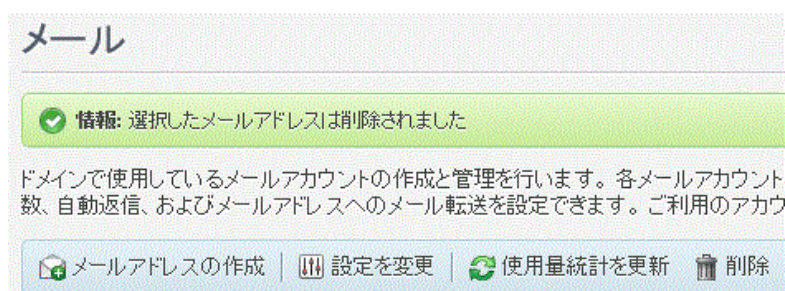 メール
情報: 選択したメールアドレスは削除されました
ドメインで使用しているメールアカウントの作成と管理を行います。各メールアカウント
数、自動返信、およびメールアドレスへのメール転送を設定できます。ご利用のアカウ
メールアドレスの作成 設定を変更 使用量統計を更新 削除